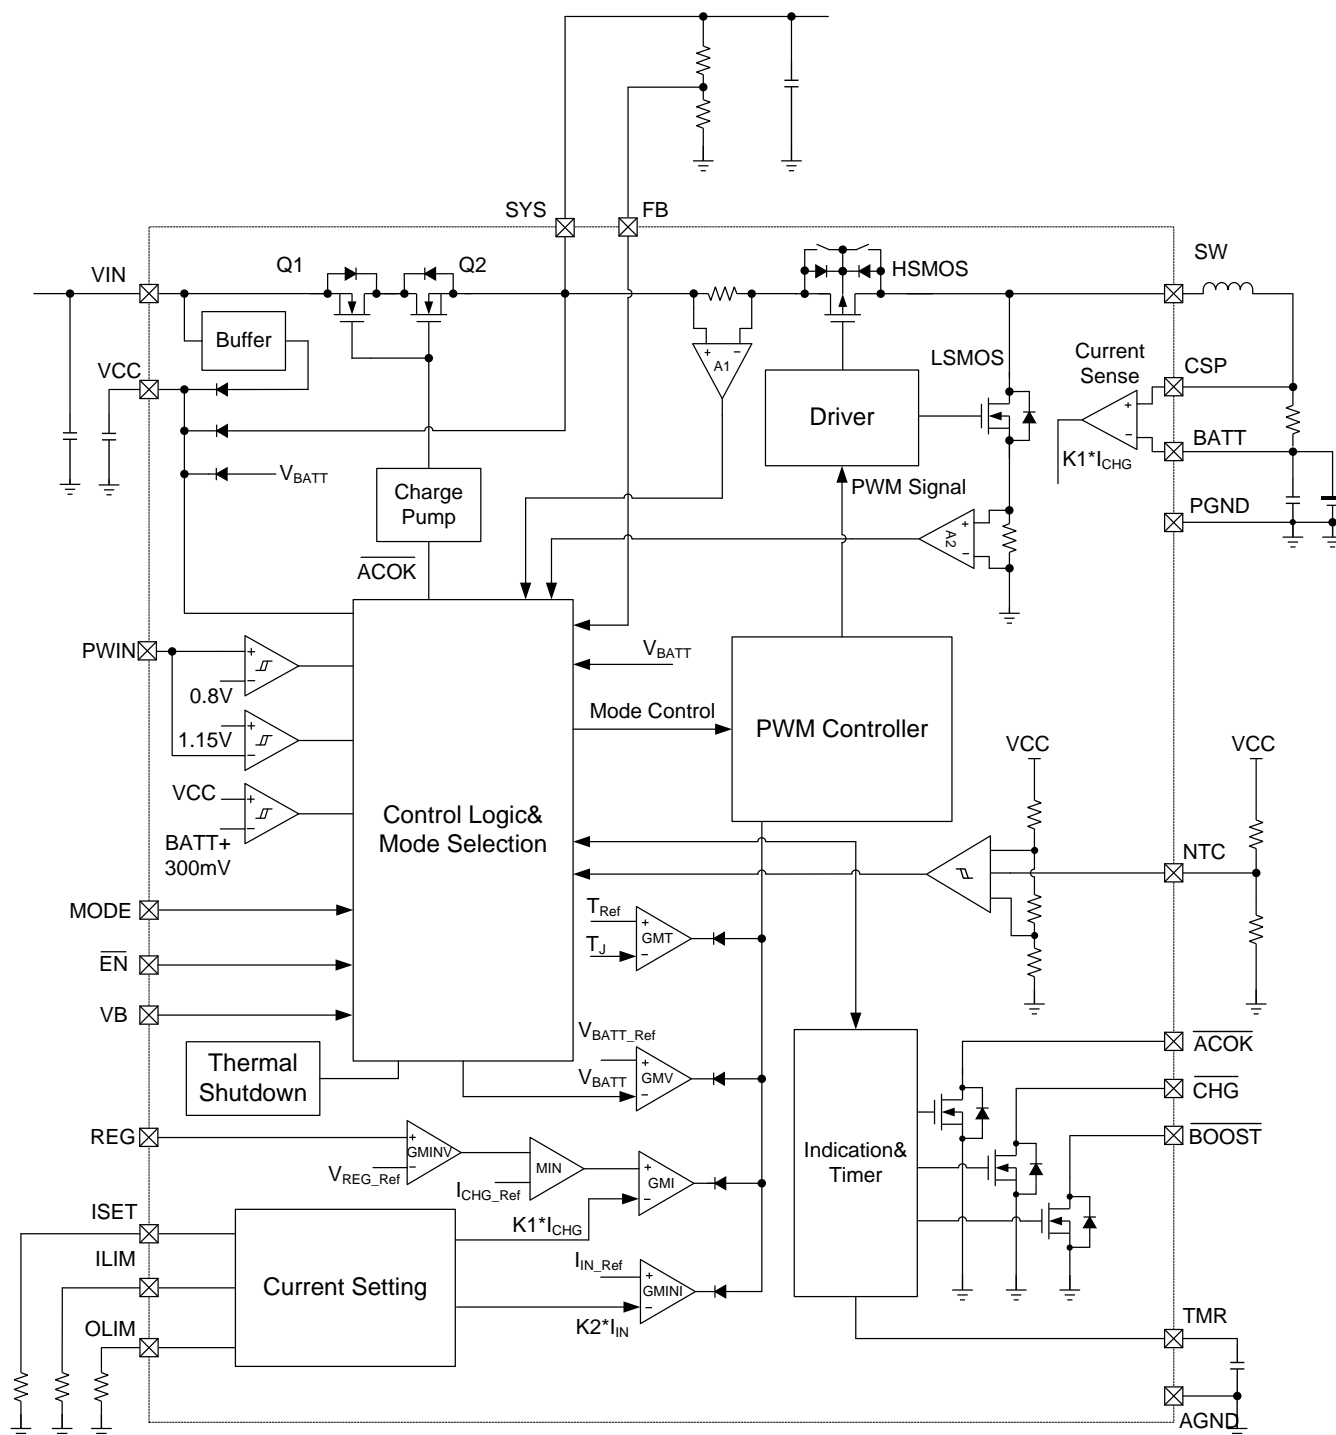 SYS
FB
SW
VIN
Q1
Q2
HSMOS
Buffer
A1
+
−
LSMOS
Current
Sense
CSP
VCC
Driver
+
−
BATT
K1*I_CHG
V_BATT
Charge
Pump
PWM Signal
PGND
A2
+
−
ACOK
PWIN
+
−
0.8V
V_BATT
Mode Control
PWM Controller
+
−
1.15V
VCC
VCC
VCC
+
−
BATT+
300mV
Control Logic&
Mode Selection
NTC
MODE
T_Ref
+
GMT
T_J
−
EN
VB
V_BATT_Ref
+
GMV
V_BATT
−
Thermal
Shutdown
ACOK
CHG
BOOST
REG
+
GMINV
−
V_REG_Ref
MIN
I_CHG_Ref
+
GMI
−
K1*I_CHG
Indication&
Timer
ISET
ILIM
Current Setting
I_IN_Ref
+
GMINI
−
K2*I_IN
OLIM
TMR
AGND